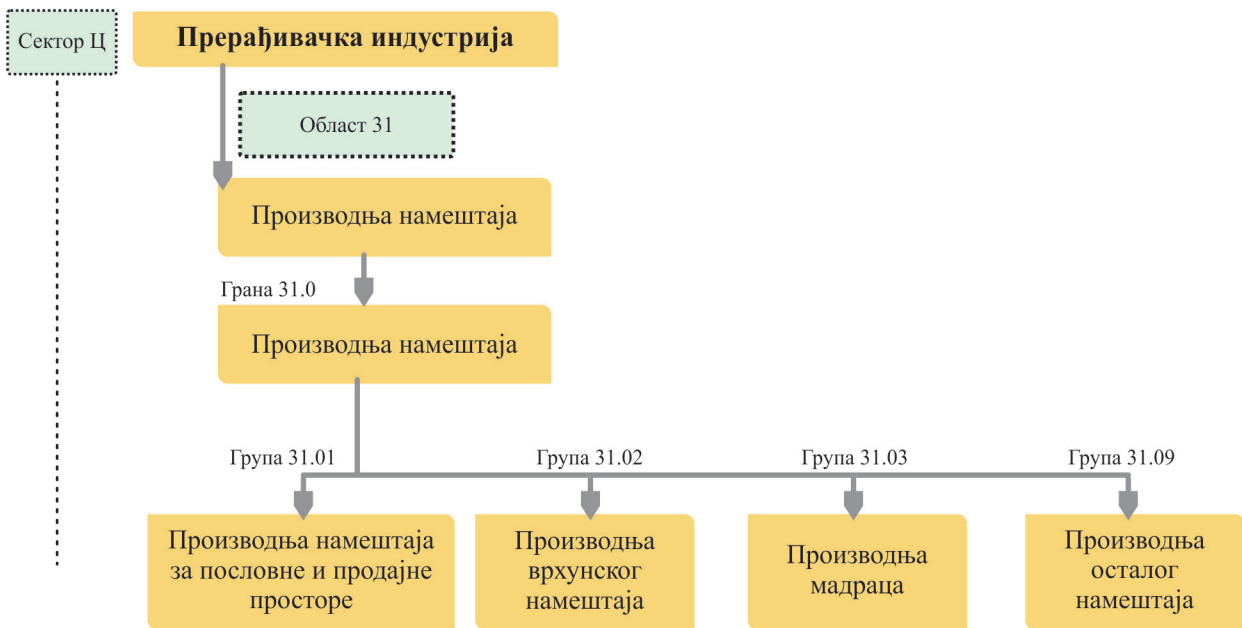 Сектор Ц
Прерађивачка индустрија
Област 31
Производња намештаја
Грана 31.0
Производња намештаја
Група 31.01
Група 31.02
Група 31.03
Група 31.09
Производња намештаја
за пословне и продајне
просторе
Производња
врхунског
намештаја
Производња
мадраца
Производња
осталог
намештаја